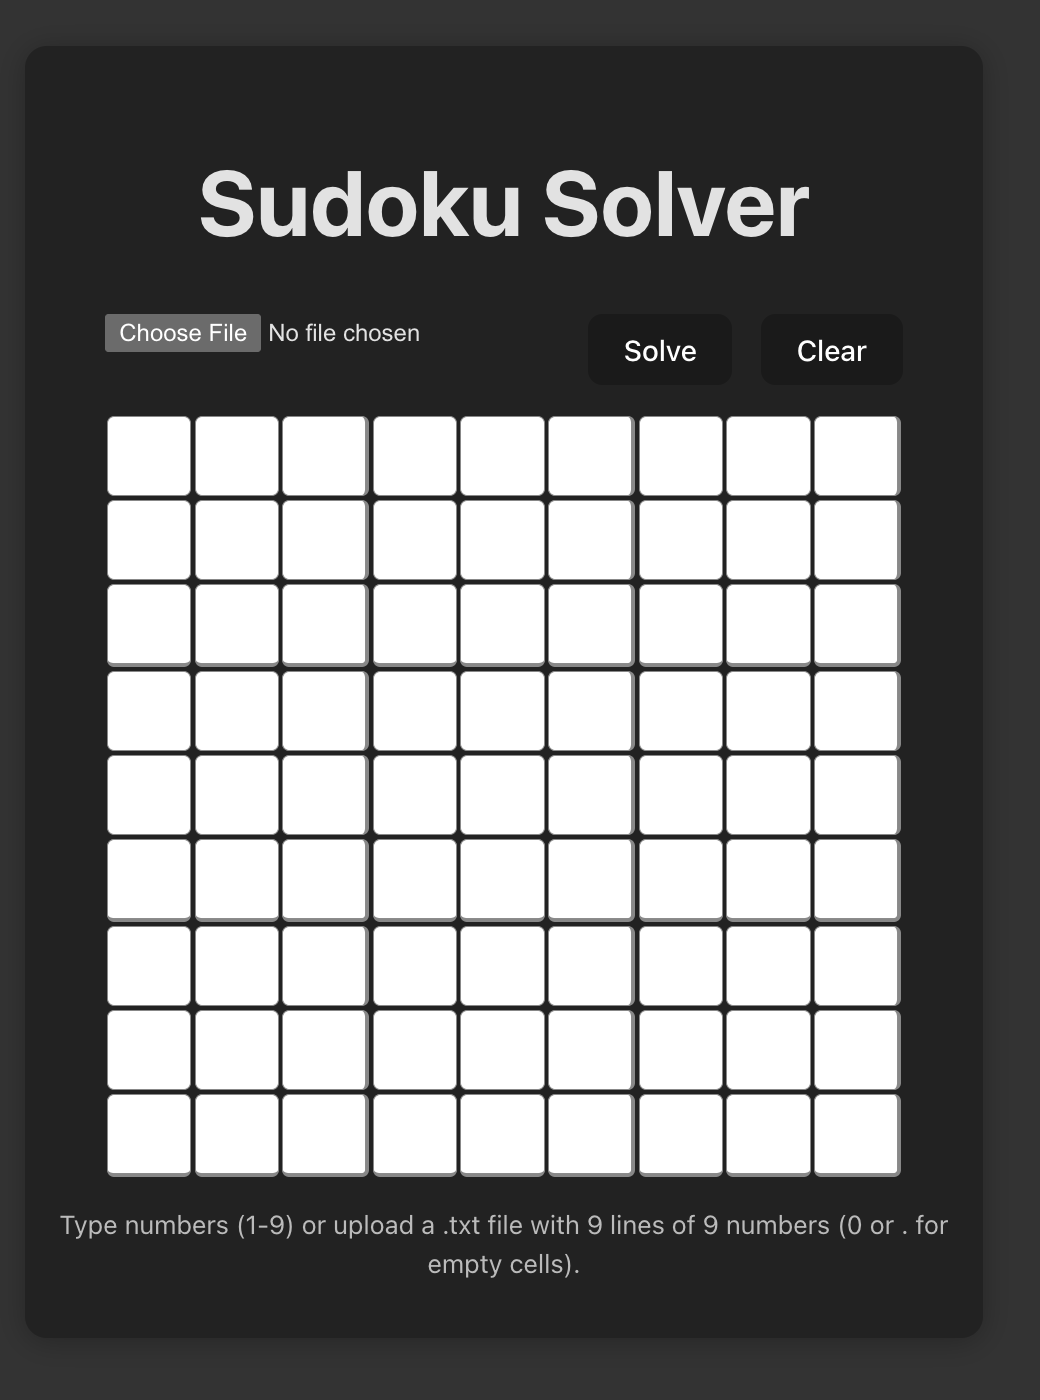 Sudoku Solver
Choose File No file chosen
Solve
Clear
Type numbers (1-9) or upload a .txt file with 9 lines of 9 numbers (0 or . for
empty cells).